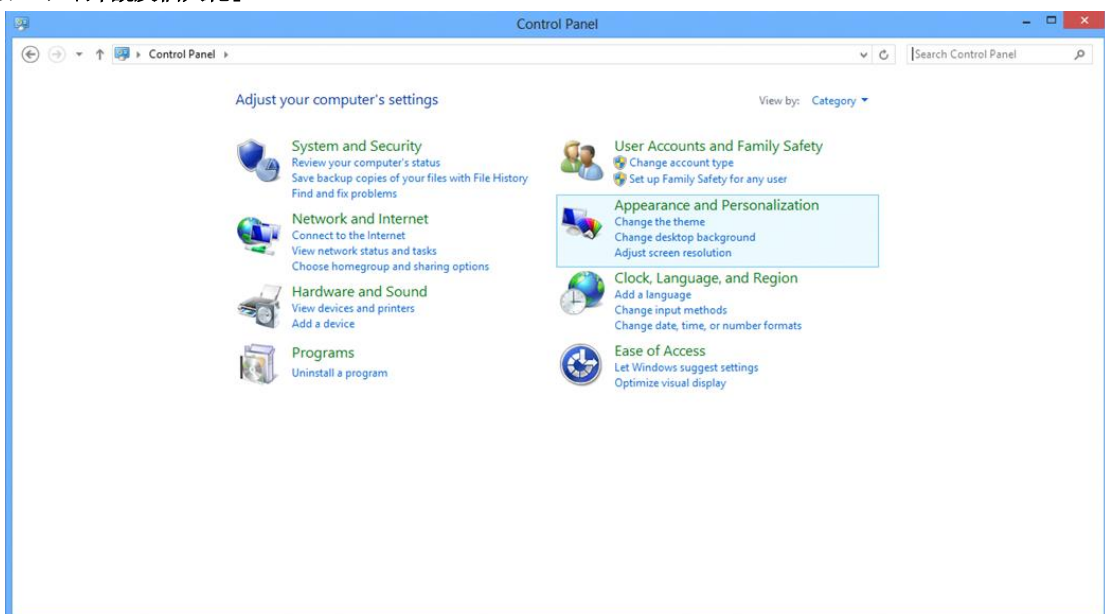 Control Panel
Control Panel
Search Control Panel
Adjust your computer's settings
View by: Category
System and Security
Review your computer's status
Save backup copies of your files with File History
Find and fix problems
Network and Internet
Connect to the Internet
View network status and tasks
Choose homegroup and sharing options
Hardware and Sound
View devices and printers
Add a device
Programs
Uninstall a program
User Accounts and Family Safety
Change account type
Set up Family Safety for any user
Appearance and Personalization
Change the theme
Change desktop background
Adjust screen resolution
Clock, Language, and Region
Add a language
Change input methods
Change date, time, or number formats
Ease of Access
Let Windows suggest settings
Optimize visual display